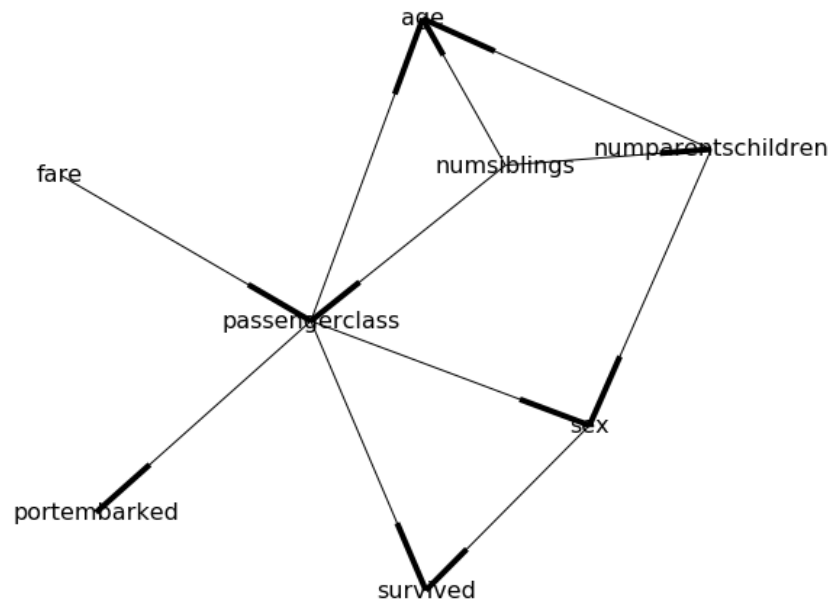 age
numparentschildren
numsiblings
fare
passengerclass
sex
portembarked
survived